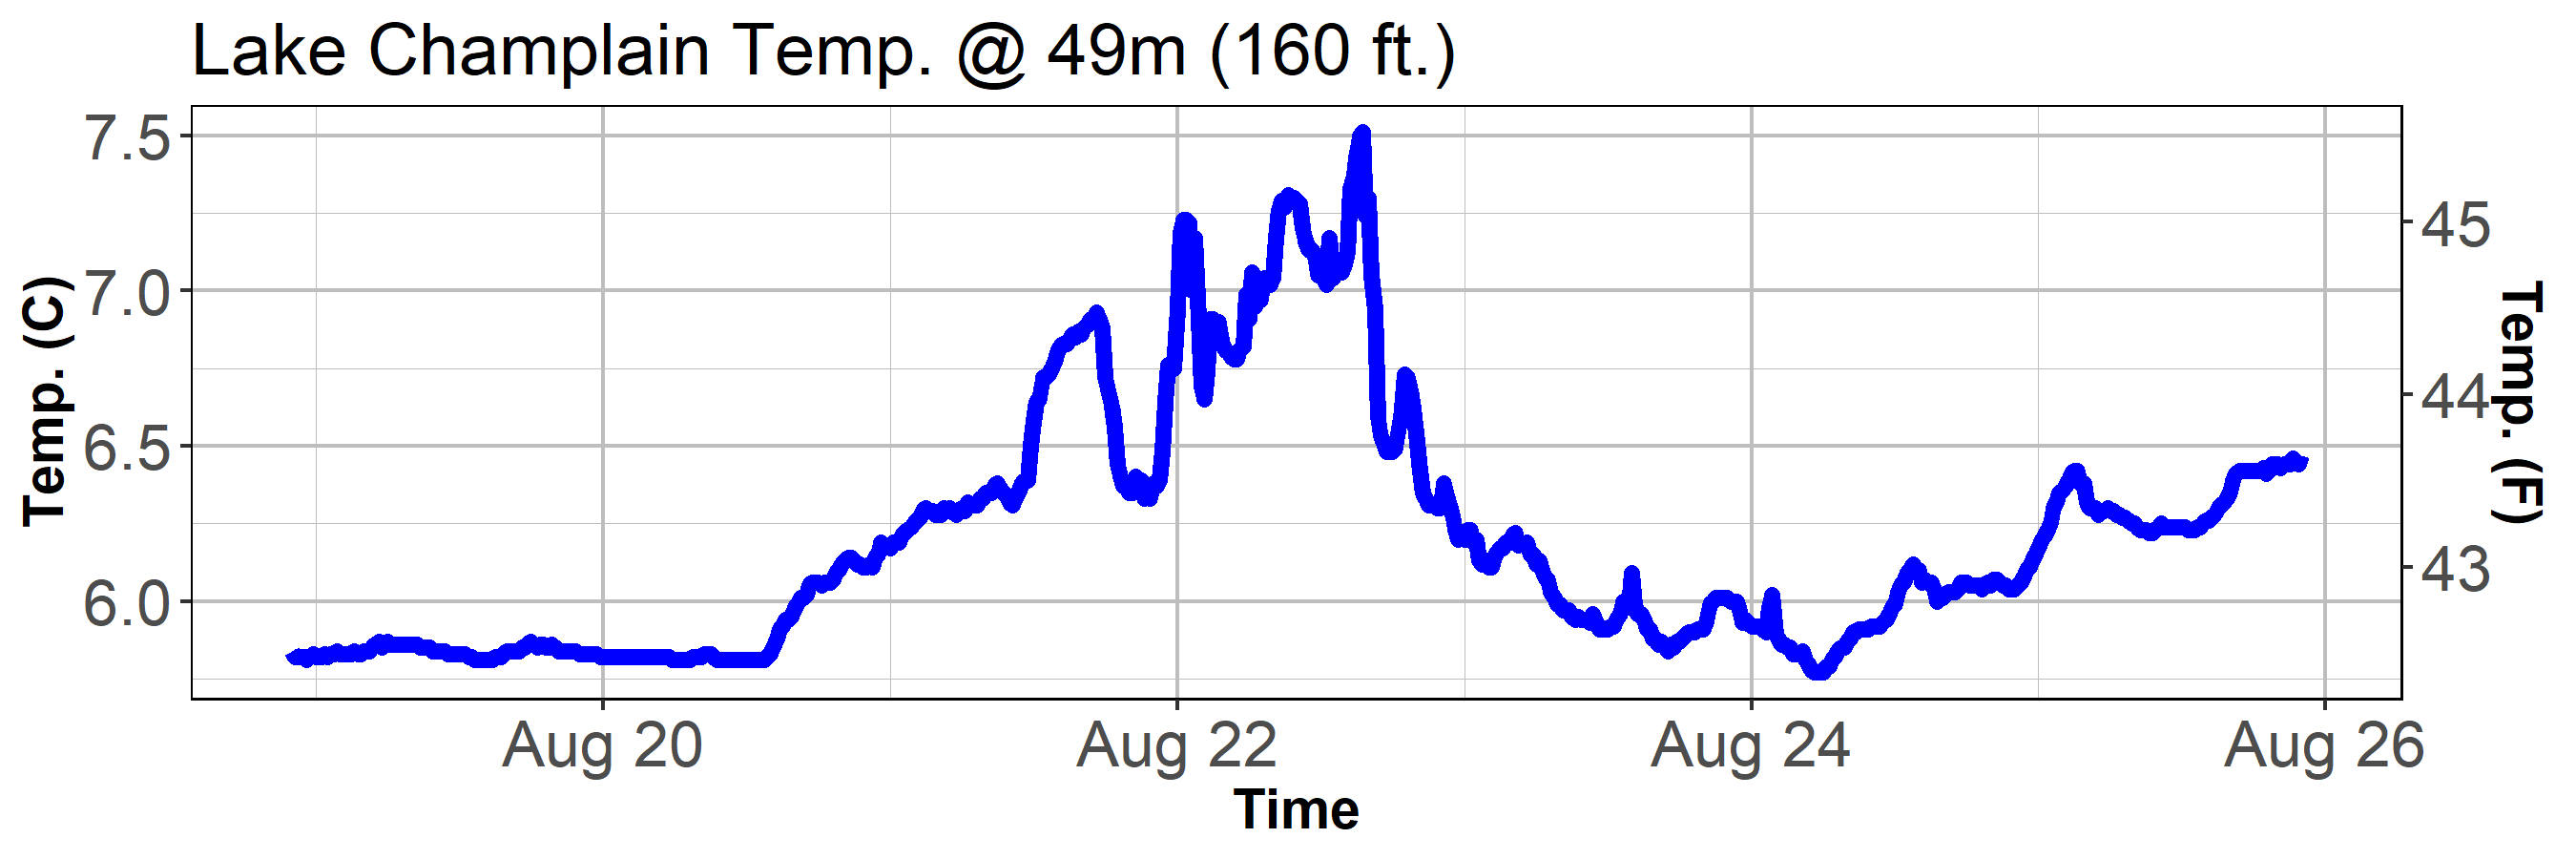 Lake Champlain Temp. @ 49m (160 ft.)
Temp. (C)
7.5
7.0
6.5
6.0
45
44
43
Temp. (F)
Aug 20 Aug 22 Aug 24 Aug 26
Time